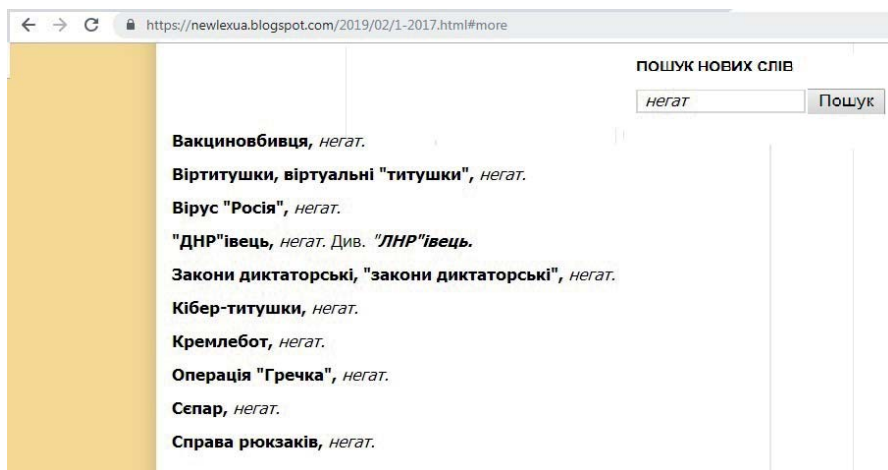 https://newlexua.blogspot.com/2019/02/1-2017.html#more
ПОШУК НОВИХ СЛІВ
негат Пошук
Вакциновбивця, негат.
Віртитушки, віртуальні "титушки", негат.
Вірус "Росія", негат.
"ДНР"івець, негат. Див. "ЛНР"івець.
Закони диктаторські, "закони диктаторські", негат.
Кібер-титушки, негат.
Кремлебот, негат.
Операція "Гречка", негат.
Сєпар, негат.
Справа рюкзаків, негат.